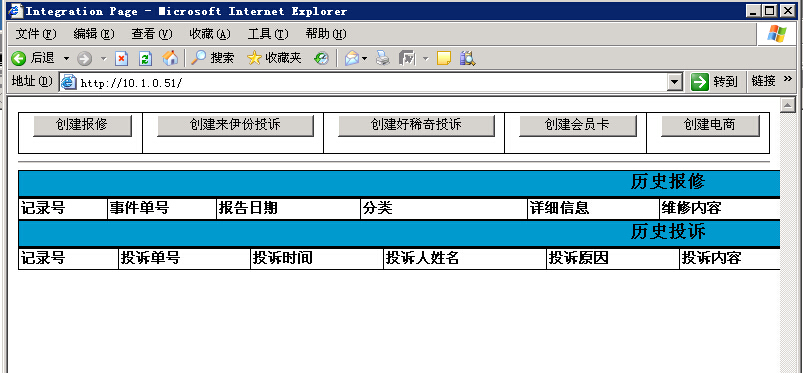 Integration Page - Microsoft Internet Explorer
文件(F) 编辑(E) 查看(V) 收藏(A) 工具(T) 帮助(H)
后退 搜索 收藏夹
地址(D) http://10.1.0.51/ 转到 链接 »
创建报修 创建来伊份投诉 创建好稀奇投诉 创建会员卡 创建电商
历史报修
记录号 事件单号 报告日期 分类 详细信息 维修内容
历史投诉
记录号 投诉单号 投诉时间 投诉人姓名 投诉原因 投诉内容